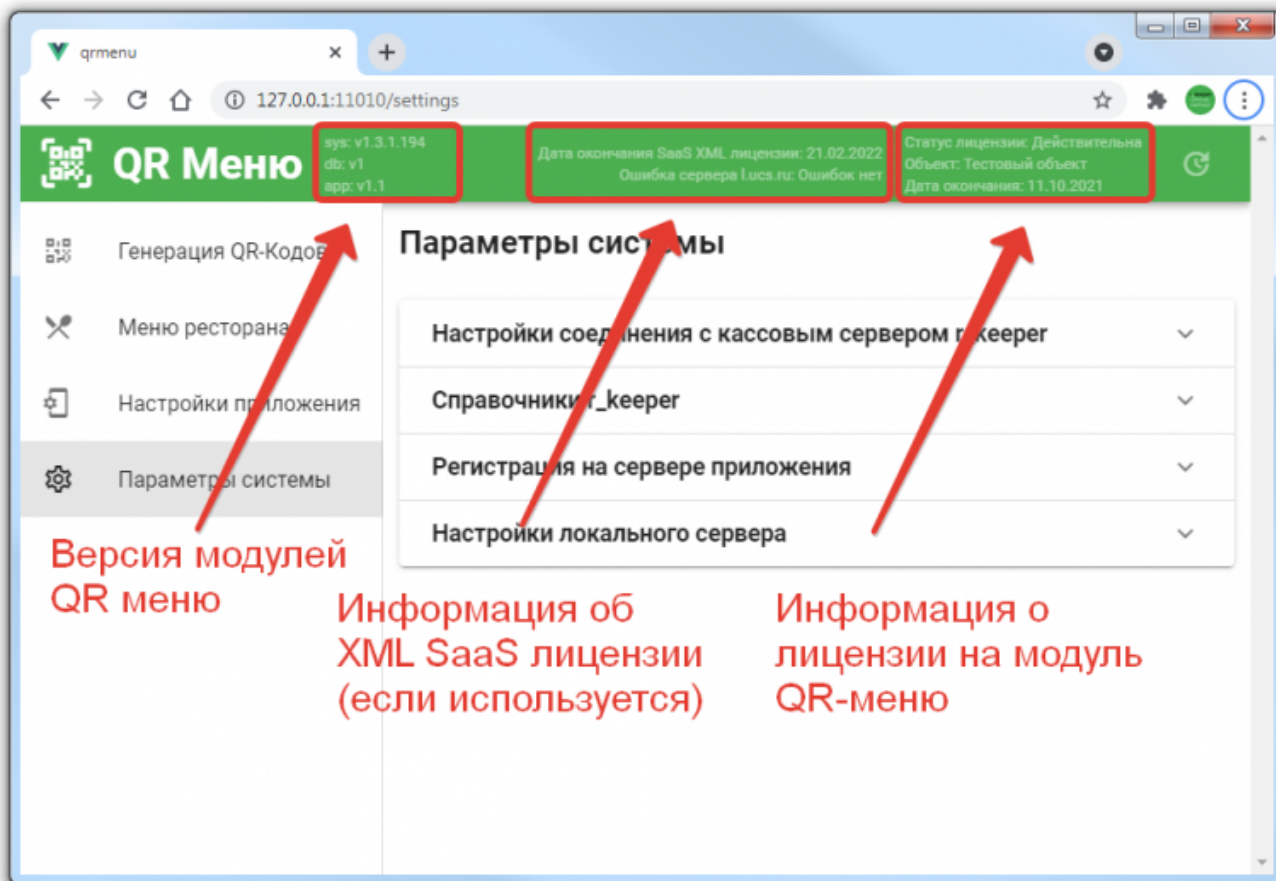 qrmenu
127.0.0.1:11010/settings
QR Меню
sys: v1.3.1.194
db: v1
app: v1.1
Дата окончания SaaS XML лицензии: 21.02.2022
Ошибка сервера l.ucs.ru: Ошибок нет
Статус лицензии: Действительна
Объект: Тестовый объект
Дата окончания: 11.10.2021
Генерация QR-Кодов
Меню ресторана
Настройки приложения
Параметры системы
Параметры системы
Настройки соединения с кассовым сервером r_keeper
Справочники r_keeper
Регистрация на сервере приложения
Настройки локального сервера
Версия модулей
QR меню
Информация об
XML SaaS лицензии
(если используется)
Информация о
лицензии на модуль
QR-меню